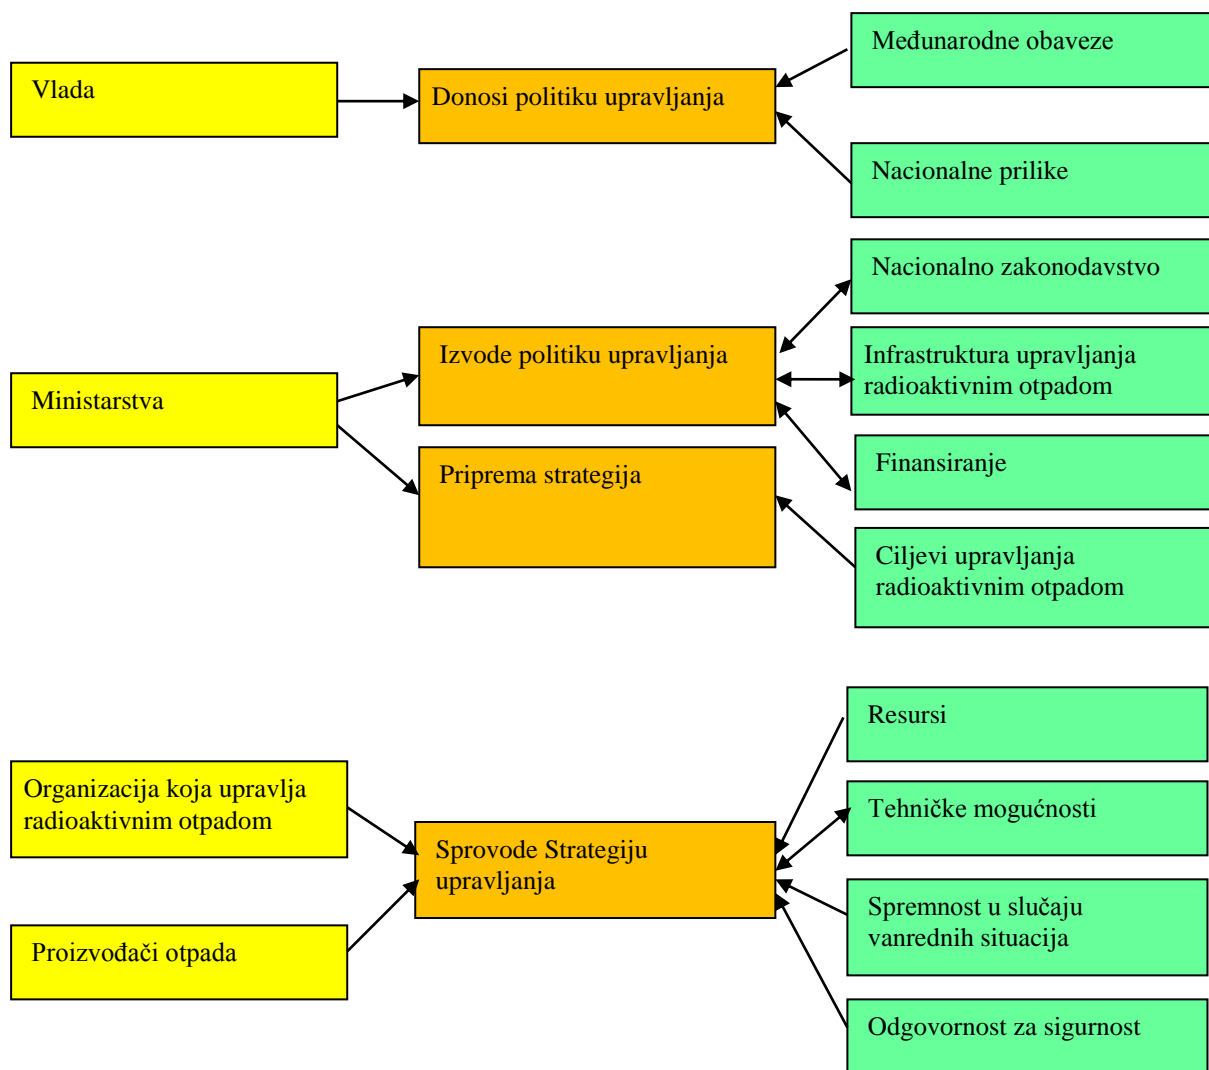 Vlada
Donosi politiku upravljanja
Međunarodne obaveze
Nacionalne prilike
Ministarstva
Izvode politiku upravljanja
Priprema strategija
Nacionalno zakonodavstvo
Infrastruktura upravljanja
radioaktivnim otpadom
Finansiranje
Ciljevi upravljanja
radioaktivnim otpadom
Organizacija koja upravlja
radioaktivnim otpadom
Proizvođači otpada
Sprovode Strategiju
upravljanja
Resursi
Tehničke mogućnosti
Spremnost u slučaju
vanrednih situacija
Odgovornost za sigurnost